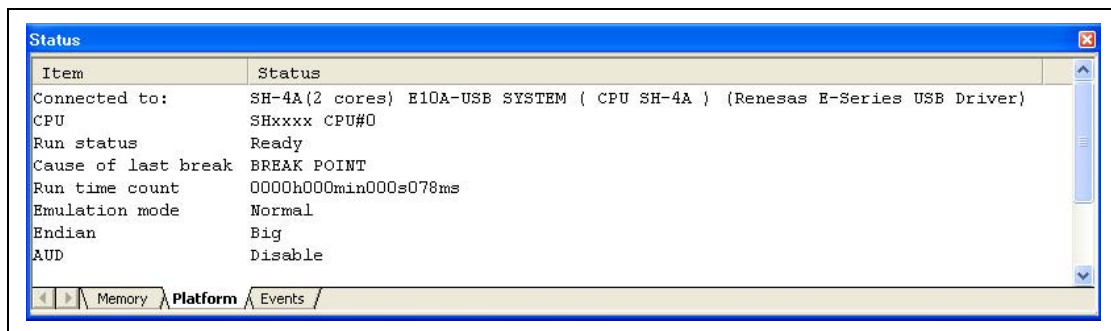 Status
Item Status
Connected to: SH-4A(2 cores) E10A-USB SYSTEM ( CPU SH-4A ) (Renesas E-Series USB Driver)
CPU SHxxxx CPU#0
Run status Ready
Cause of last break BREAK POINT
Run time count 0000h000min000s078ms
Emulation mode Normal
Endian Big
AUD Disable
Memory Platform Events